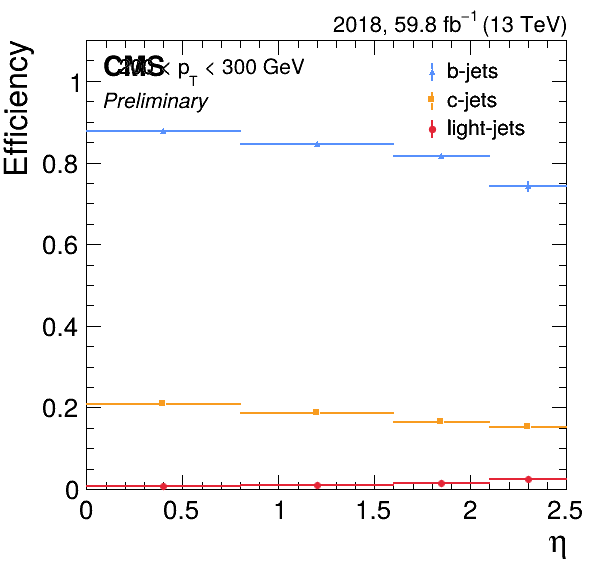 2018, 59.8 fb⁻¹ (13 TeV)
CMS
< p_T < 300 GeV
Preliminary
b-jets
c-jets
light-jets
Efficiency
1
0.8
0.6
0.4
0.2
0
0 0.5 1 1.5 2 2.5
η